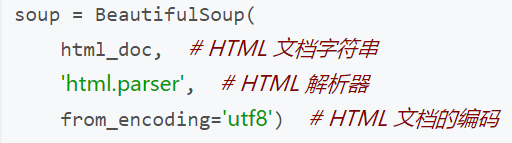 soup = BeautifulSoup(
    html_doc,  # HTML 文档字符串
    'html.parser',  # HTML 解析器
    from_encoding='utf8')  # HTML 文档的编码